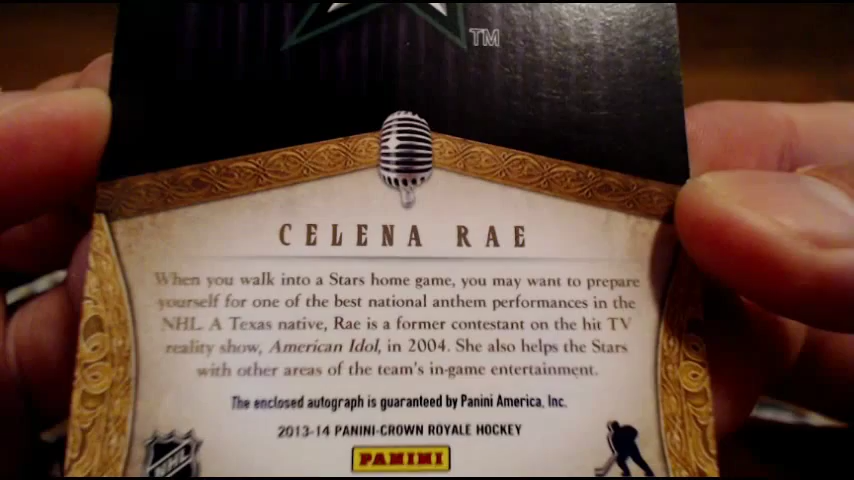 TM
CELENA RAE
When you walk into a Stars home game, you may want to prepare
yourself for one of the best national anthem performances in the
NHL. A Texas native, Rae is a former contestant on the hit TV
reality show, American Idol, in 2004. She also helps the Stars
with other areas of the team's in-game entertainment.
The enclosed autograph is guaranteed by Panini America, Inc.
2013-14 PANINI-CROWN ROYALE HOCKEY
NHL
PANINI